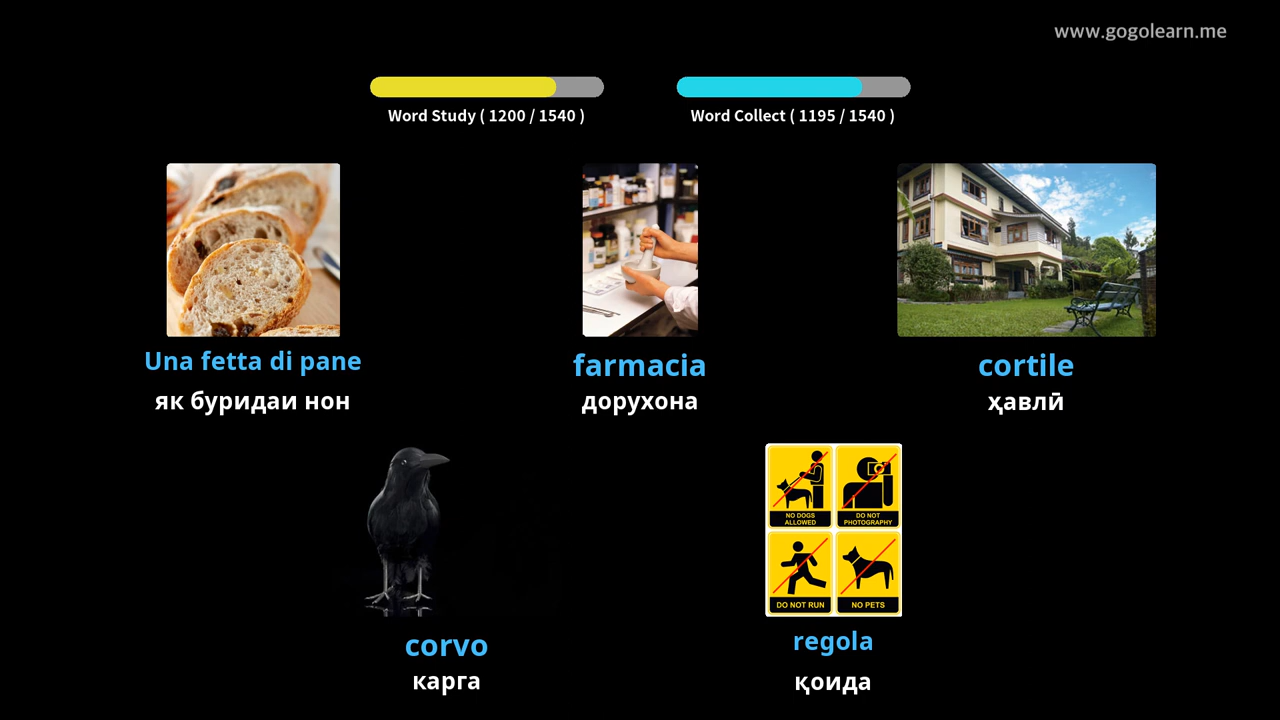 www.gogolearn.me
Word Study ( 1200 / 1540 )
Word Collect ( 1195 / 1540 )
Una fetta di pane
farmacia
cortile
як буридаи нон
дорухона
ҳавлӣ
NO DOGS
ALLOWED
DO NOT
PHOTOGRAPHY
DO NOT RUN
NO PETS
corvo
regola
карга
қоида